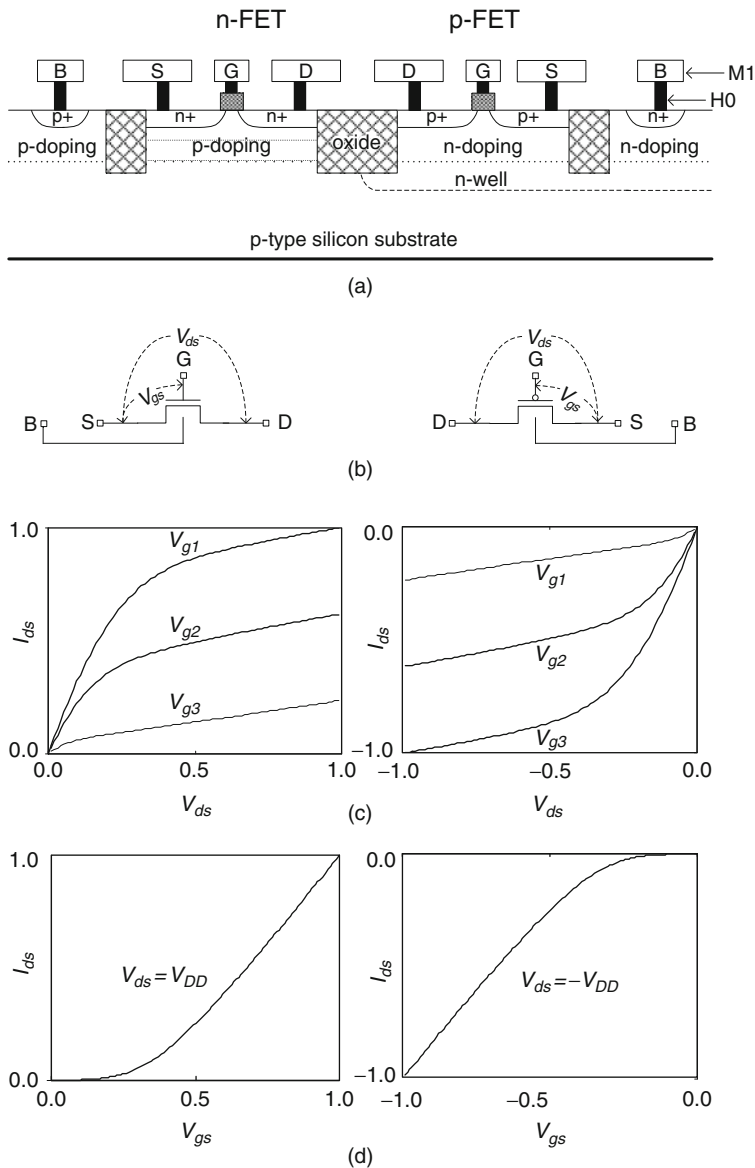 n-FET p-FET
B S G D D G S B M1
H0
p+ n+ n+ p+ p+ n+
p-doping p-doping oxide n-doping n-doping
n-well
p-type silicon substrate
(a)
Vds Vds
G G
Vgs Vgs
B S D D S B
(b)
1.0 0.0
Vg1 Vg1
Ids Vg2 Ids Vg2
Vg3 Vg3
0.0 −1.0
0.0 0.5 1.0 −1.0 −0.5 0.0
Vds Vds
(c)
1.0 0.0
Ids Vds = VDD Ids Vds = −VDD
0.0 −1.0
0.0 0.5 1.0 −1.0 −0.5 0.0
Vgs Vgs
(d)